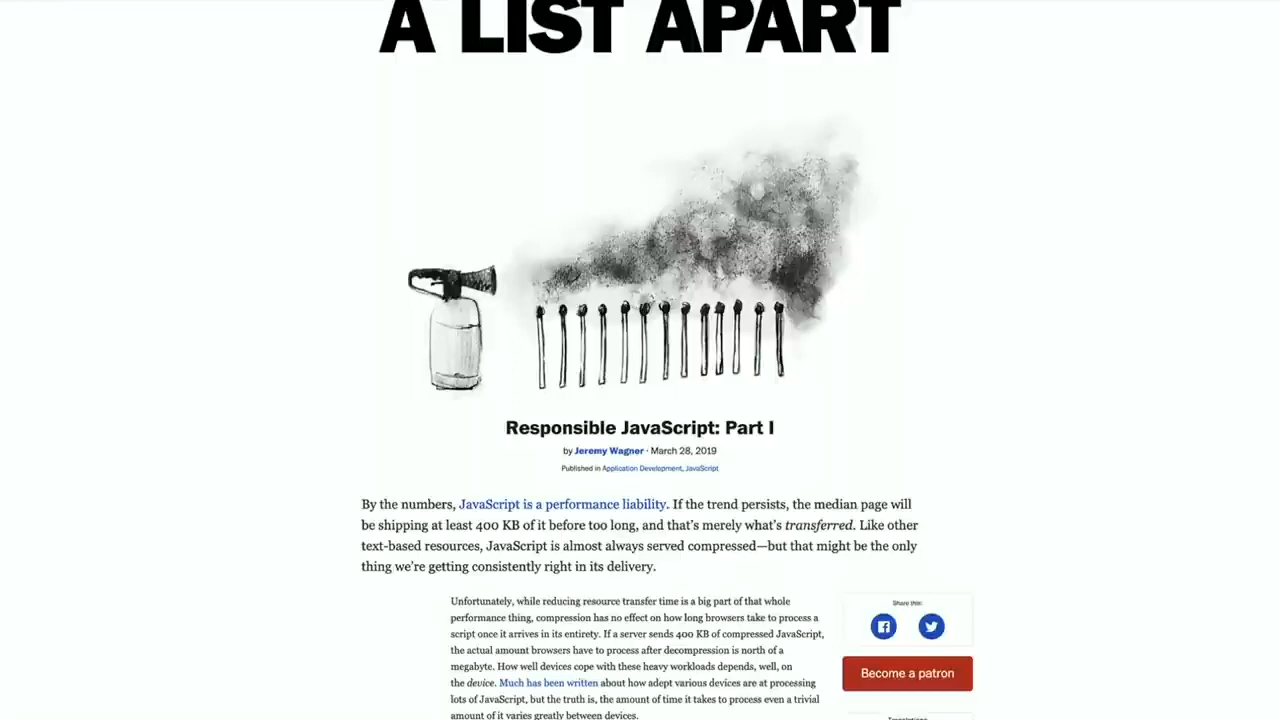 A LIST APART
Responsible JavaScript: Part I
by Jeremy Wagner · March 28, 2019
Published in Application Development, JavaScript
By the numbers, JavaScript is a performance liability. If the trend persists, the median page will
be shipping at least 400 KB of it before too long, and that’s merely what’s transferred. Like other
text-based resources, JavaScript is almost always served compressed—but that might be the only
thing we’re getting consistently right in its delivery.
Unfortunately, while reducing resource transfer time is a big part of that whole
performance thing, compression has no effect on how long browsers take to process a
script once it arrives in its entirety. If a server sends 400 KB of compressed JavaScript,
the actual amount browsers have to process after decompression is north of a
megabyte. How well devices cope with these heavy workloads depends, well, on
the device. Much has been written about how adept various devices are at processing
lots of JavaScript, but the truth is, the amount of time it takes to process even a trivial
amount of it varies greatly between devices.
Share this:
Become a patron
Translations